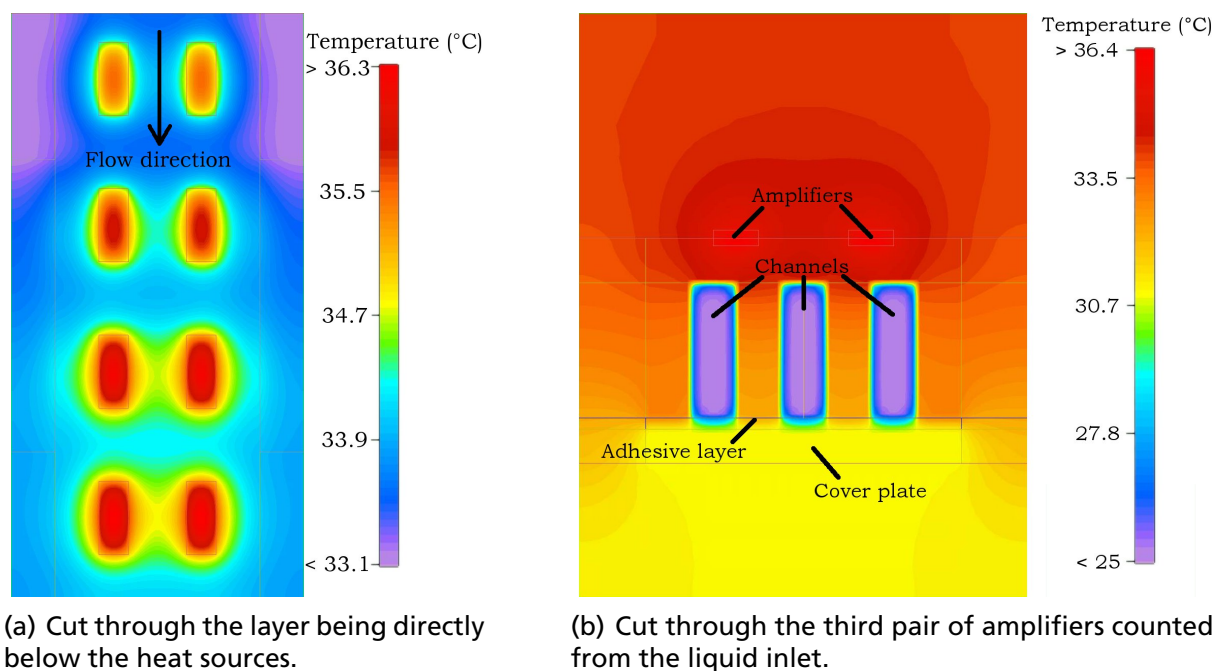 Temperature (°C)
> 36.3
Flow direction
35.5
34.7
33.9
< 33.1
(a) Cut through the layer being directly
below the heat sources.
Temperature (°C)
> 36.4
33.5
Amplifiers
Channels
30.7
27.8
Adhesive layer
Cover plate
< 25
(b) Cut through the third pair of amplifiers counted
from the liquid inlet.